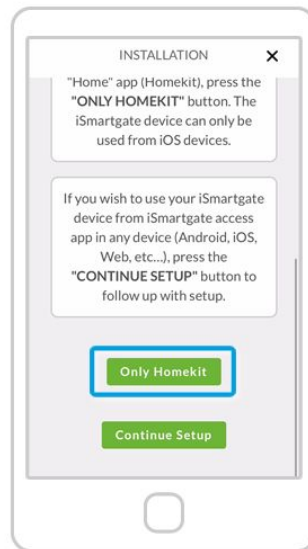 INSTALLATION
"Home" app (Homekit), press the
"ONLY HOMEKIT" button. The
iSmartgate device can only be
used from iOS devices.
If you wish to use your iSmartgate
device from iSmartgate access
app in any device (Android, iOS,
Web, etc...), press the
"CONTINUE SETUP" button to
follow up with setup.
Only Homekit
Continue Setup